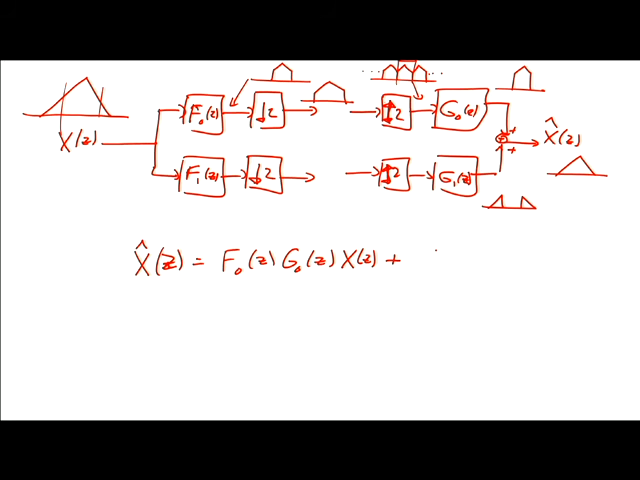 F₀(z) ↓2 ↑2 G₀(z)
X(z) + X̂(z)
+
F₁(z) ↓2 ↑2 G₁(z)
X̂(z) = F₀(z) G₀(z) X(z) +